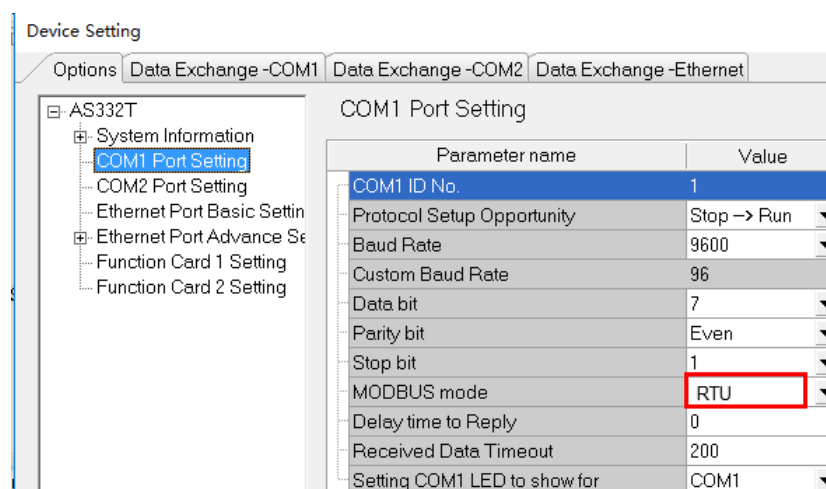 Device Setting
Options Data Exchange -COM1 Data Exchange -COM2 Data Exchange -Ethernet
AS332T
System Information
COM1 Port Setting
COM2 Port Setting
Ethernet Port Basic Settin
Ethernet Port Advance Se
Function Card 1 Setting
Function Card 2 Setting
COM1 Port Setting
Parameter name Value
COM1 ID No. 1
Protocol Setup Opportunity Stop –> Run
Baud Rate 9600
Custom Baud Rate 96
Data bit 7
Parity bit Even
Stop bit 1
MODBUS mode RTU
Delay time to Reply 0
Received Data Timeout 200
Setting COM1 LED to show for COM1